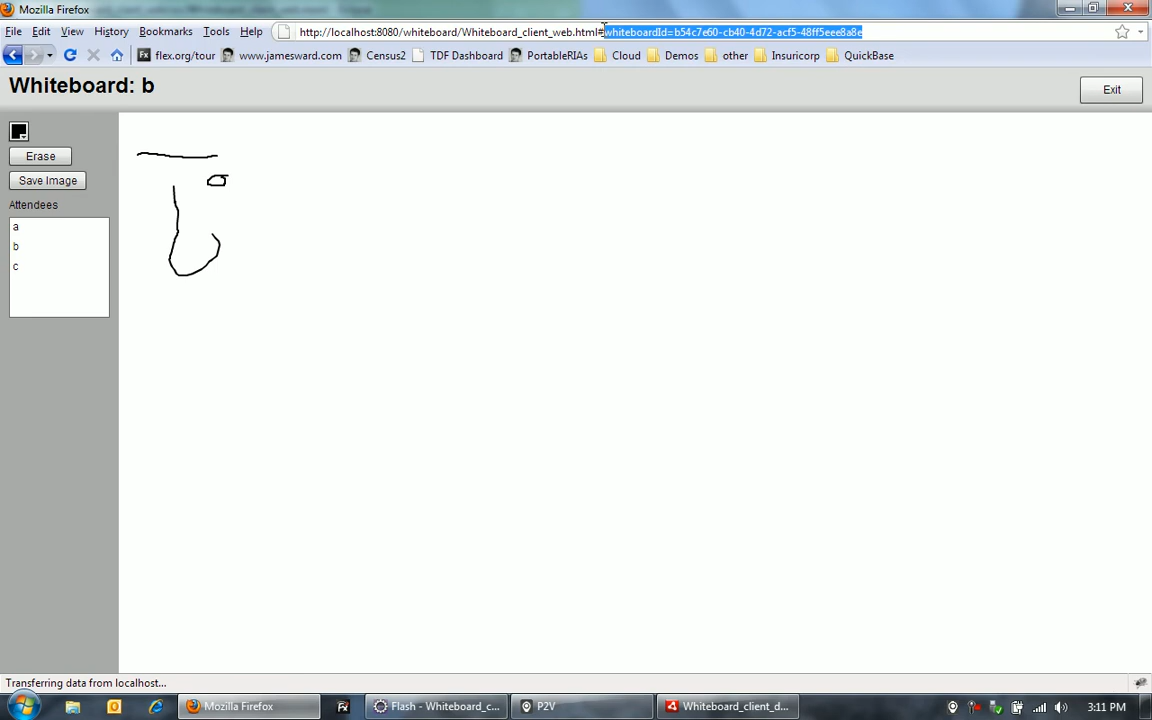 Mozilla Firefox
File Edit View History Bookmarks Tools Help
http://localhost:8080/whiteboard/Whiteboard_client_web.html#whiteboardId=b54c7e60-cb40-4d72-acf5-48ff5eee8a8e
flex.org/tour www.jamesward.com Census2 TDF Dashboard PortableRIAs Cloud Demos other Insuricorp QuickBase
Whiteboard: b
Exit
Erase
Save Image
Attendees
a
b
c
Transferring data from localhost...
Mozilla Firefox Flash - Whiteboard_c... P2V Whiteboard_client_d... 3:11 PM